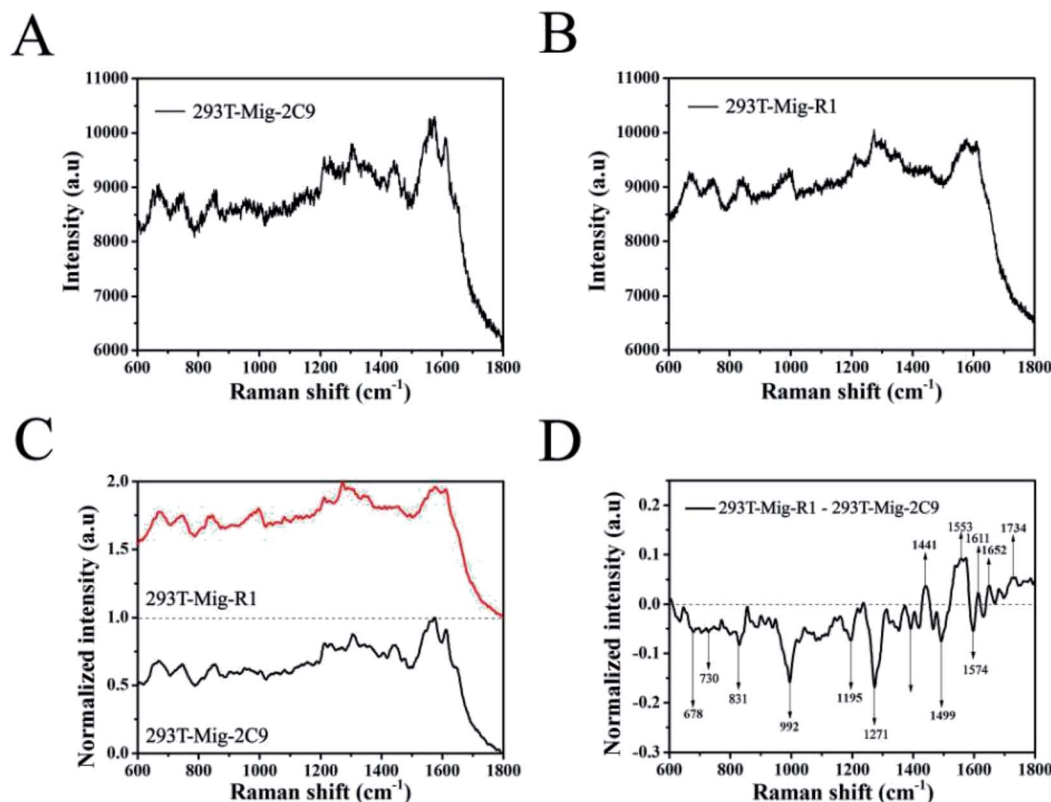 A
B
11000
10000
9000
8000
7000
6000
Intensity (a.u)
293T-Mig-2C9
600 800 1000 1200 1400 1600 1800
Raman shift (cm-1)
11000
10000
9000
8000
7000
6000
Intensity (a.u)
293T-Mig-R1
600 800 1000 1200 1400 1600 1800
Raman shift (cm-1)
C
D
2.0
1.5
1.0
0.5
0.0
Normalized intensity (a.u)
293T-Mig-R1
293T-Mig-2C9
600 800 1000 1200 1400 1600 1800
Raman shift (cm-1)
0.2
0.1
0.0
-0.1
-0.2
-0.3
Normalized intensity (a.u)
293T-Mig-R1 - 293T-Mig-2C9
1441
1553
1611
1652
1734
678
730
831
992
1195
1271
1499
1574
600 800 1000 1200 1400 1600 1800
Raman shift (cm-1)